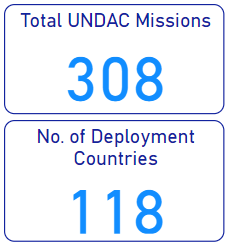 Total UNDAC Missions
308
No. of Deployment
Countries
118